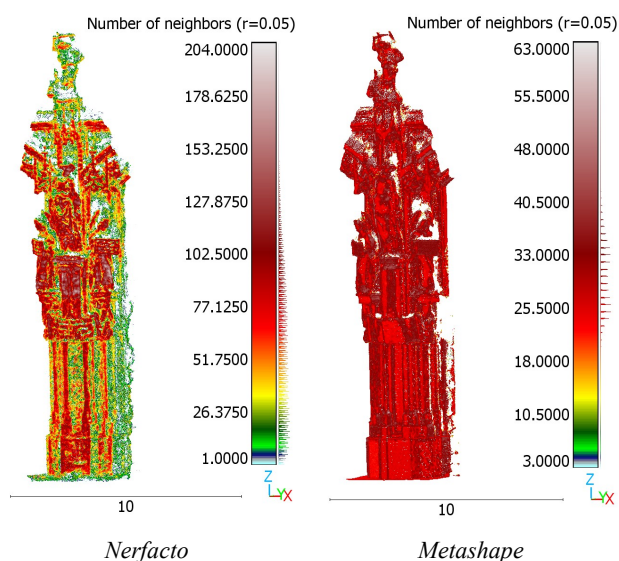 Number of neighbors (r=0.05)
204.0000
178.6250
153.2500
127.8750
102.5000
77.1250
51.7500
26.3750
1.0000
Z
Y X
10
Nerfacto
Number of neighbors (r=0.05)
63.0000
55.5000
48.0000
40.5000
33.0000
25.5000
18.0000
10.5000
3.0000
Z
Y X
10
Metashape